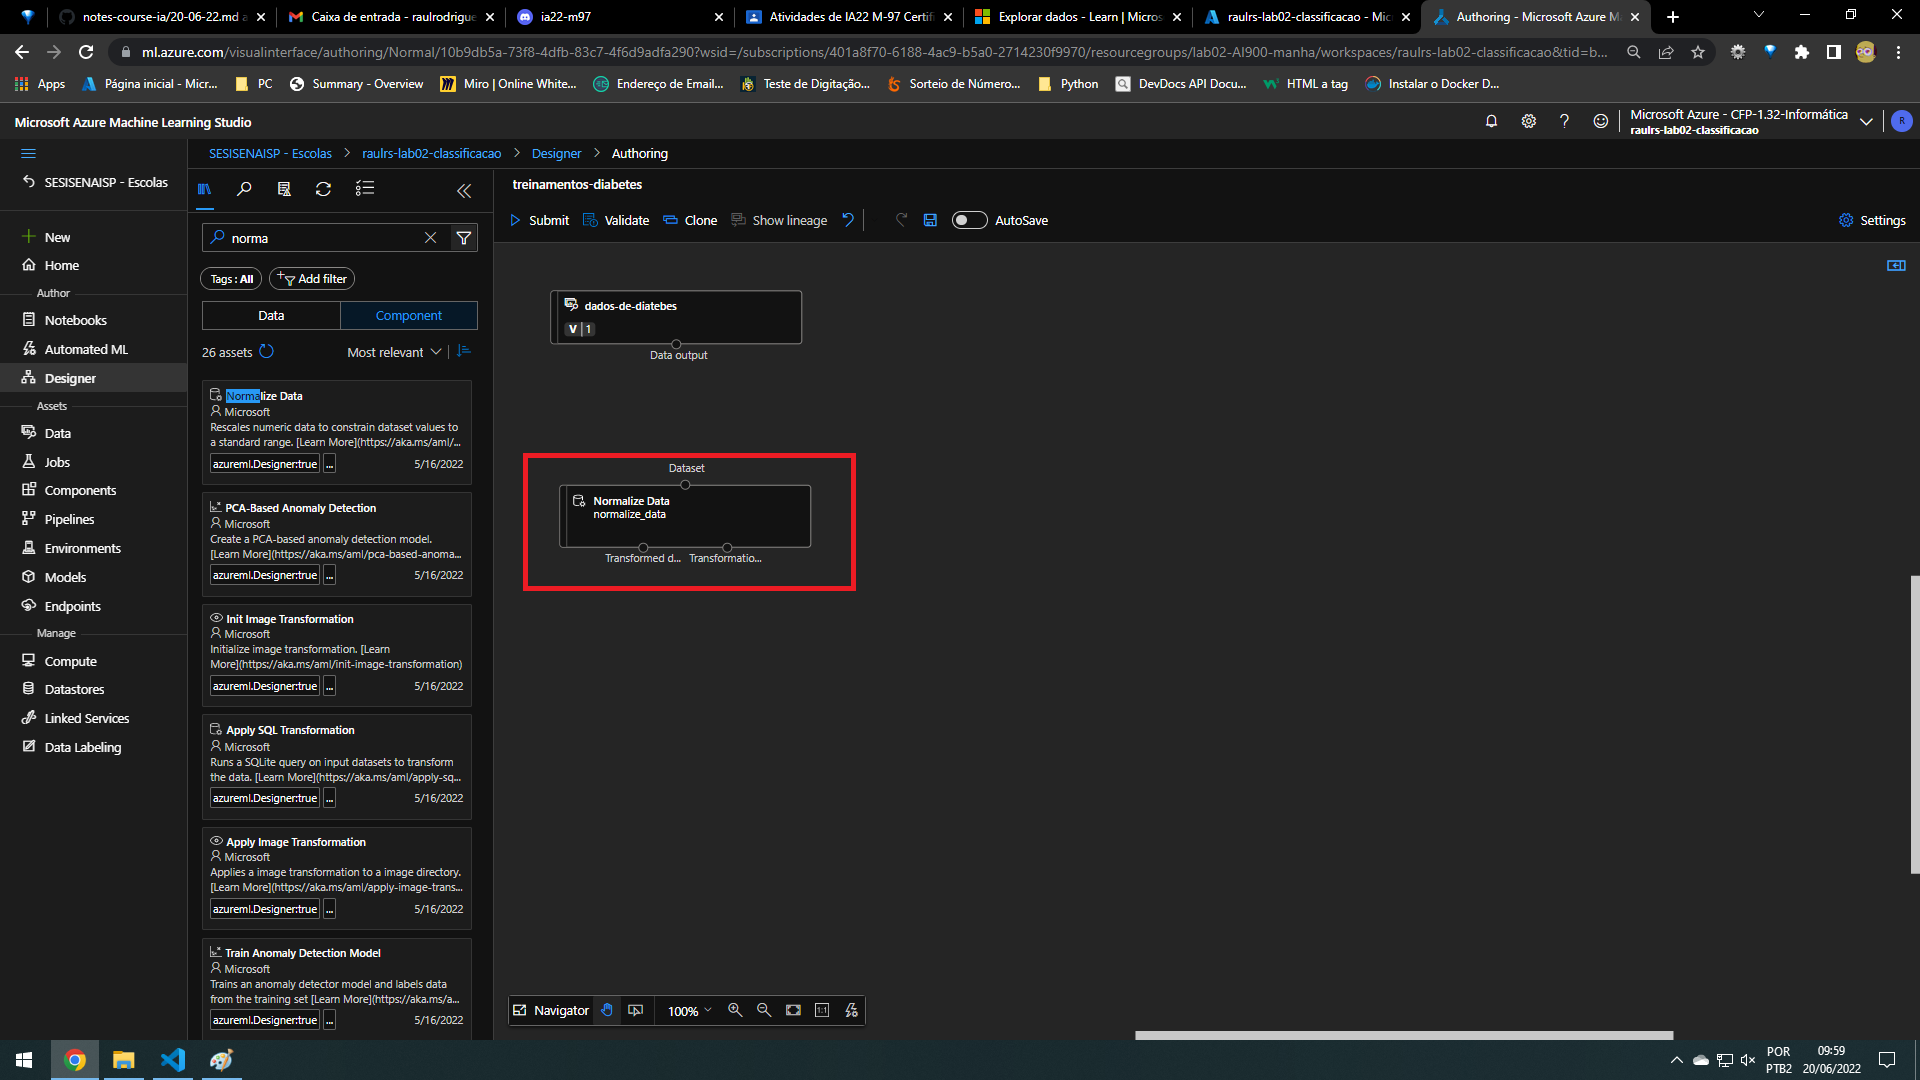 notes-course-ia/20-06-22.md a
Caixa de entrada - raulrodrigue
ia22-m97
Atividades de IA22 M-97 Certifi
Explorar dados - Learn | Micros
raulrs-lab02-classificacao - Mic
Authoring - Microsoft Azure M
ml.azure.com/visualinterface/authoring/Normal/10b9db5a-73f8-4dfb-83c7-4f6d9adfa290?wsid=/subscriptions/401a8f70-6188-4ac9-b5a0-2714230f9970/resourcegroups/lab02-AI900-manha/workspaces/raulrs-lab02-classificacao&tid=b...
Apps
Página inicial - Micr...
PC
Summary - Overview
Miro | Online White...
Endereço de Email...
Teste de Digitação...
Sorteio de Número...
Python
DevDocs API Docu...
HTML a tag
Instalar o Docker D...
Microsoft Azure Machine Learning Studio
Microsoft Azure - CFP-1.32-Informática
raulrs-lab02-classificacao
R
SESISENAISP - Escolas
New
Home
Author
Notebooks
Automated ML
Designer
Assets
Data
Jobs
Components
Pipelines
Environments
Models
Endpoints
Manage
Compute
Datastores
Linked Services
Data Labeling
SESISENAISP - Escolas > raulrs-lab02-classificacao > Designer > Authoring
norma
Tags : All
Add filter
Data
Component
26 assets
Most relevant
Normalize Data
Microsoft
Rescales numeric data to constrain dataset values to
a standard range. [Learn More](https://aka.ms/aml/...
azureml.Designer:true ...
5/16/2022
PCA-Based Anomaly Detection
Microsoft
Create a PCA-based anomaly detection model.
[Learn More](https://aka.ms/aml/pca-based-anoma...
azureml.Designer:true ...
5/16/2022
Init Image Transformation
Microsoft
Initialize image transformation. [Learn
More](https://aka.ms/aml/init-image-transformation)
azureml.Designer:true ...
5/16/2022
Apply SQL Transformation
Microsoft
Runs a SQLite query on input datasets to transform
the data. [Learn More](https://aka.ms/aml/apply-sq...
azureml.Designer:true ...
5/16/2022
Apply Image Transformation
Microsoft
Applies a image transformation to a image directory.
[Learn More](https://aka.ms/aml/apply-image-trans...
azureml.Designer:true ...
5/16/2022
Train Anomaly Detection Model
Microsoft
Trains an anomaly detector model and labels data
from the training set [Learn More](https://aka.ms/a...
azureml.Designer:true ...
5/16/2022
treinamentos-diabetes
Submit
Validate
Clone
Show lineage
AutoSave
Settings
dados-de-diatebes
V | 1
Data output
Dataset
Normalize Data
normalize_data
Transformed d...
Transformatio...
Navigator
100%
1:1
POR
PTB2
09:59
20/06/2022